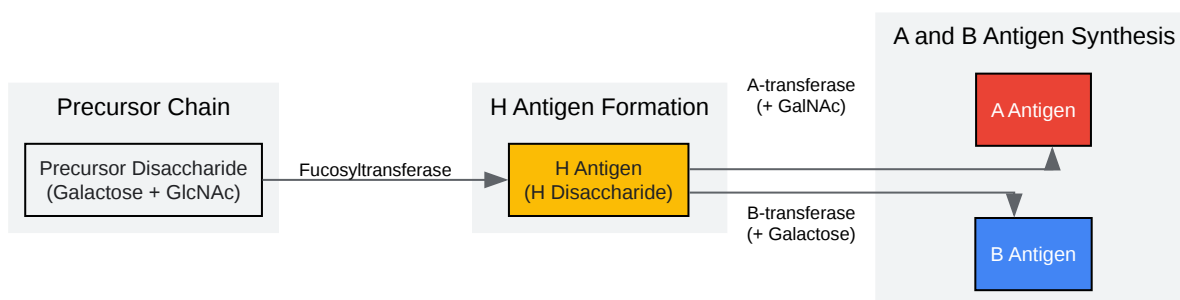 Precursor Chain
Precursor Disaccharide
(Galactose + GlcNAc)
Fucosyltransferase
H Antigen Formation
H Antigen
(H Disaccharide)
A-transferase
(+ GalNAc)
B-transferase
(+ Galactose)
A and B Antigen Synthesis
A Antigen
B Antigen